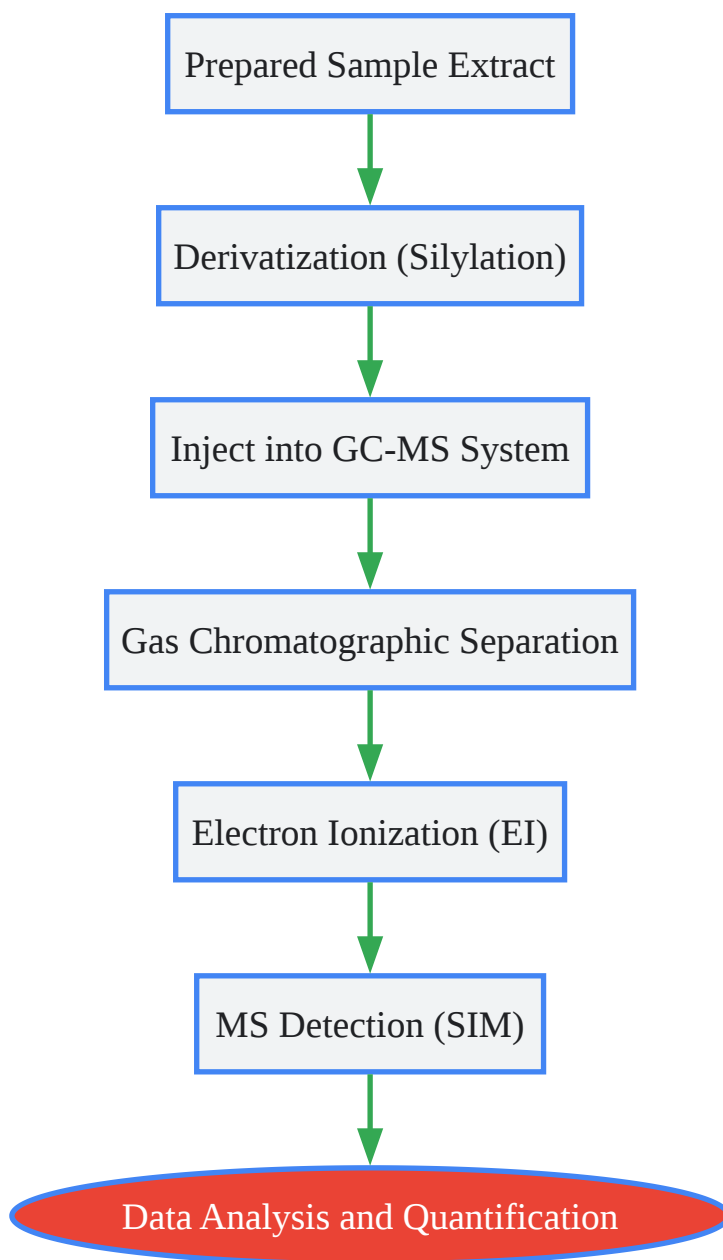 Prepared Sample Extract
Derivatization (Silylation)
Inject into GC-MS System
Gas Chromatographic Separation
Electron Ionization (EI)
MS Detection (SIM)
Data Analysis and Quantification